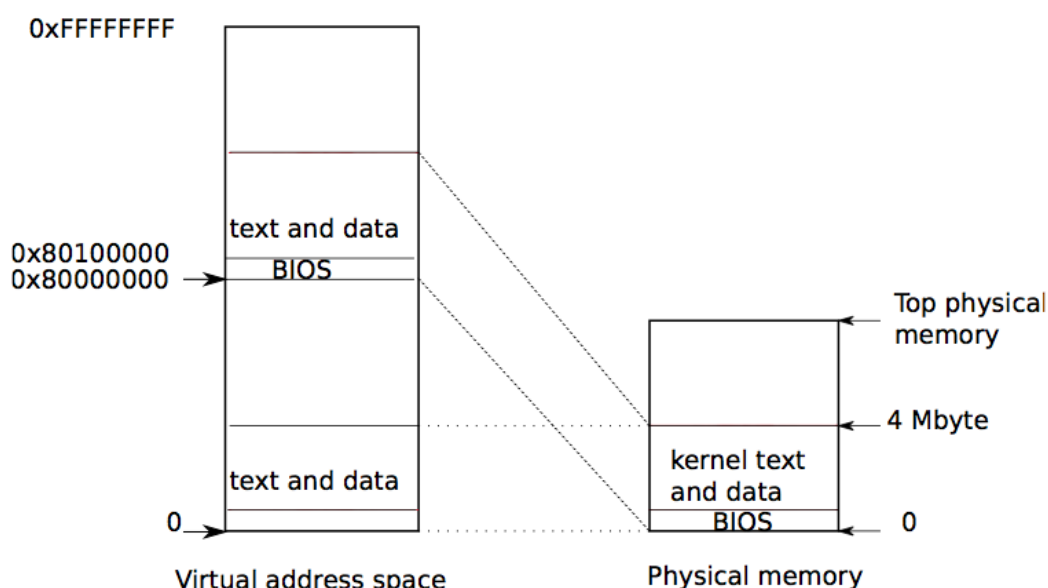 0xFFFFFFFF
text and data
0x80100000
BIOS
0x80000000
Top physical
memory
4 Mbyte
kernel text
and data
text and data
BIOS
0
0
Virtual address space
Physical memory